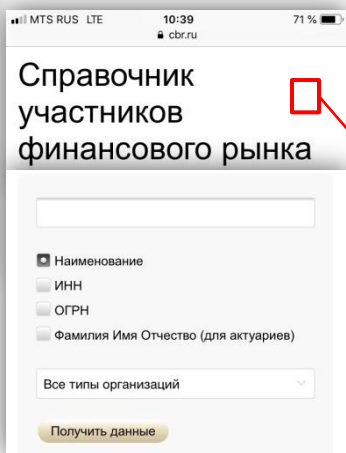 MTS RUS LTE 10:39 71 %
cbr.ru
Справочник
участников
финансового рынка
Наименование
ИНН
ОГРН
Фамилия Имя Отчество (для актуариев)
Все типы организаций
Получить данные